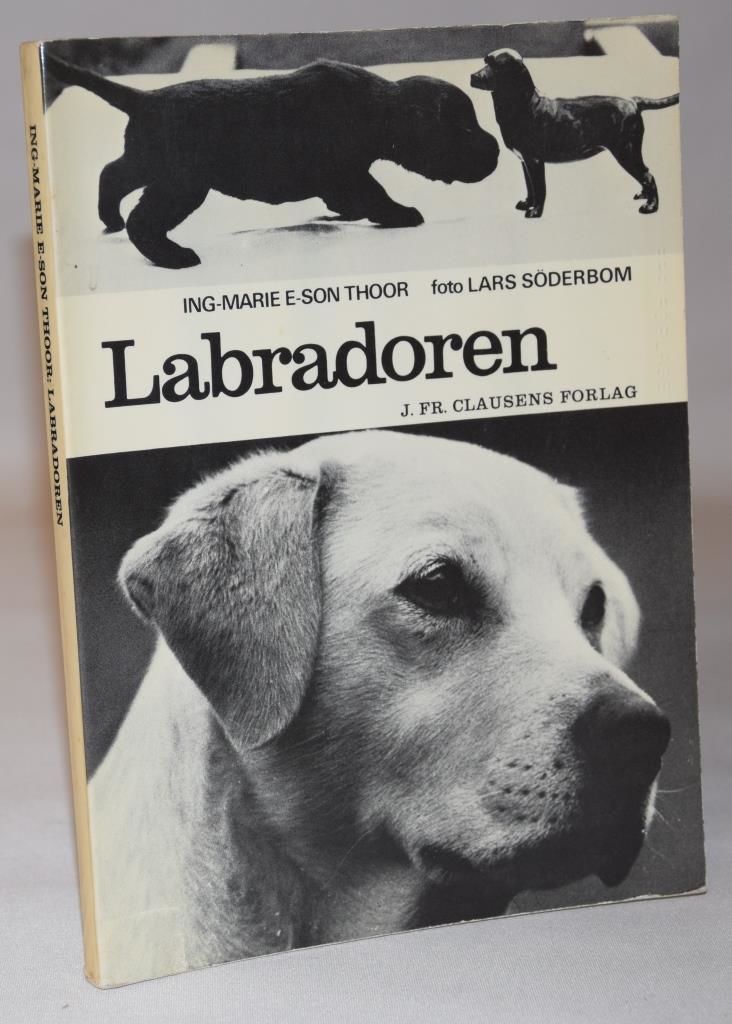 ING-MARIE E-SON THOOR: LABRADOREN
ING-MARIE E-SON THOOR foto LARS SÖDERBOM
Labradoren
J. FR. CLAUSENS FORLAG